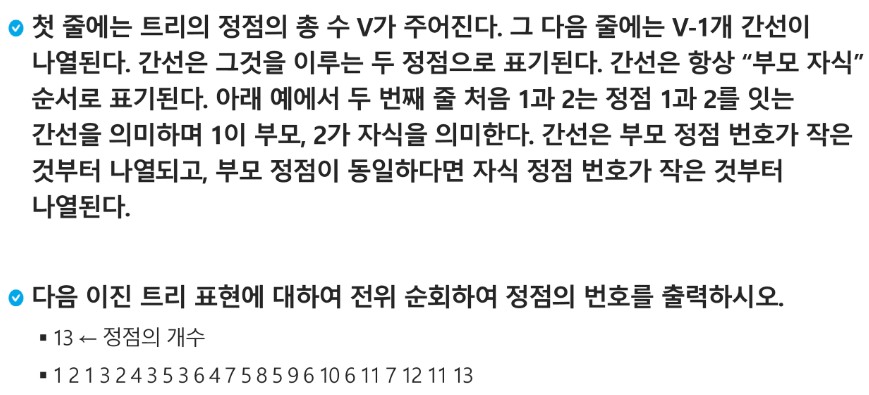 첫 줄에는 트리의 정점의 총 수 V가 주어진다. 그 다음 줄에는 V-1개 간선이
나열된다. 간선은 그것을 이루는 두 정점으로 표기된다. 간선은 항상 “부모 자식”
순서로 표기된다. 아래 예에서 두 번째 줄 처음 1과 2는 정점 1과 2를 잇는
간선을 의미하며 1이 부모, 2가 자식을 의미한다. 간선은 부모 정점 번호가 작은
것부터 나열되고, 부모 정점이 동일하다면 자식 정점 번호가 작은 것부터
나열된다.
다음 이진 트리 표현에 대하여 전위 순회하여 정점의 번호를 출력하시오.
▪ 13 ← 정점의 개수
▪ 1 2 1 3 2 4 3 5 3 6 4 7 5 8 5 9 6 10 6 11 7 12 11 13